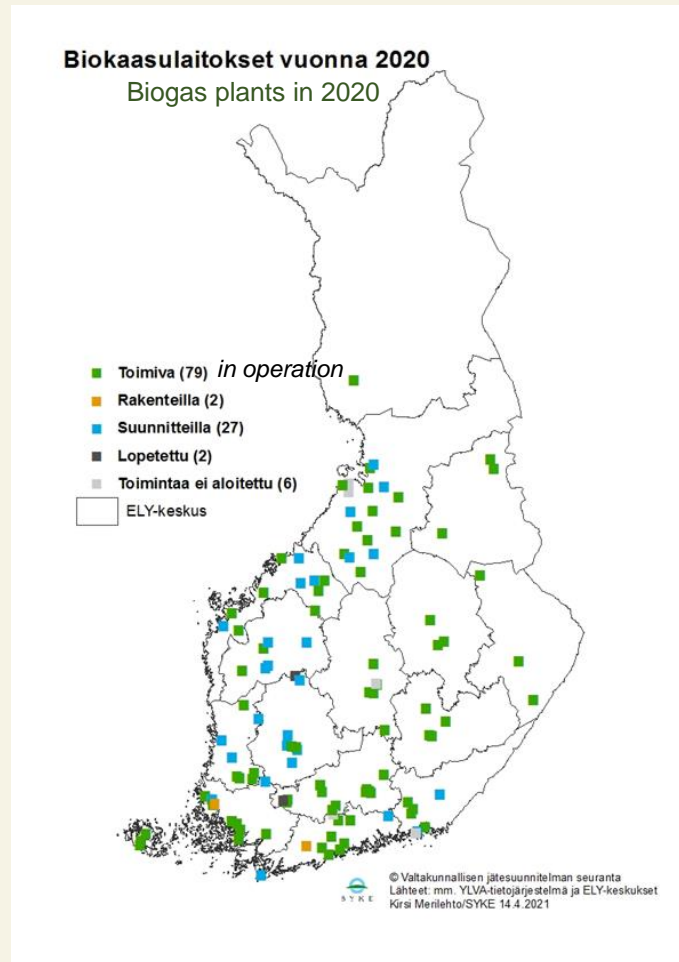 Biokaasulaitokset vuonna 2020
Biogas plants in 2020
Toimiva (79) in operation
Rakenteilla (2)
Suunnitteilla (27)
Lopetettu (2)
Toimintaa ei aloitettu (6)
ELY-keskus
SYKE
© Valtakunnallisen jätesuunnitelman seuranta
Lähteet: mm. YLVA-tietojärjestelmä ja ELY-keskukset
Kirsi Merilehto/SYKE 14.4.2021